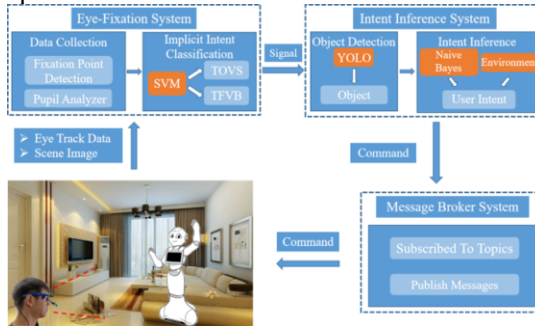 Eye-Fixation System
Data Collection
Fixation Point
Detection
Pupil Analyzer
Implicit Intent
Classification
SVM
TOVS
TFVB
Signal
Intent Inference System
Object Detection
YOLO
Object
Intent Inference
Naive
Bayes
Environment
User Intent
➢ Eye Track Data
➢ Scene Image
Command
Message Broker System
Subscribed To Topics
Publish Messages
Command